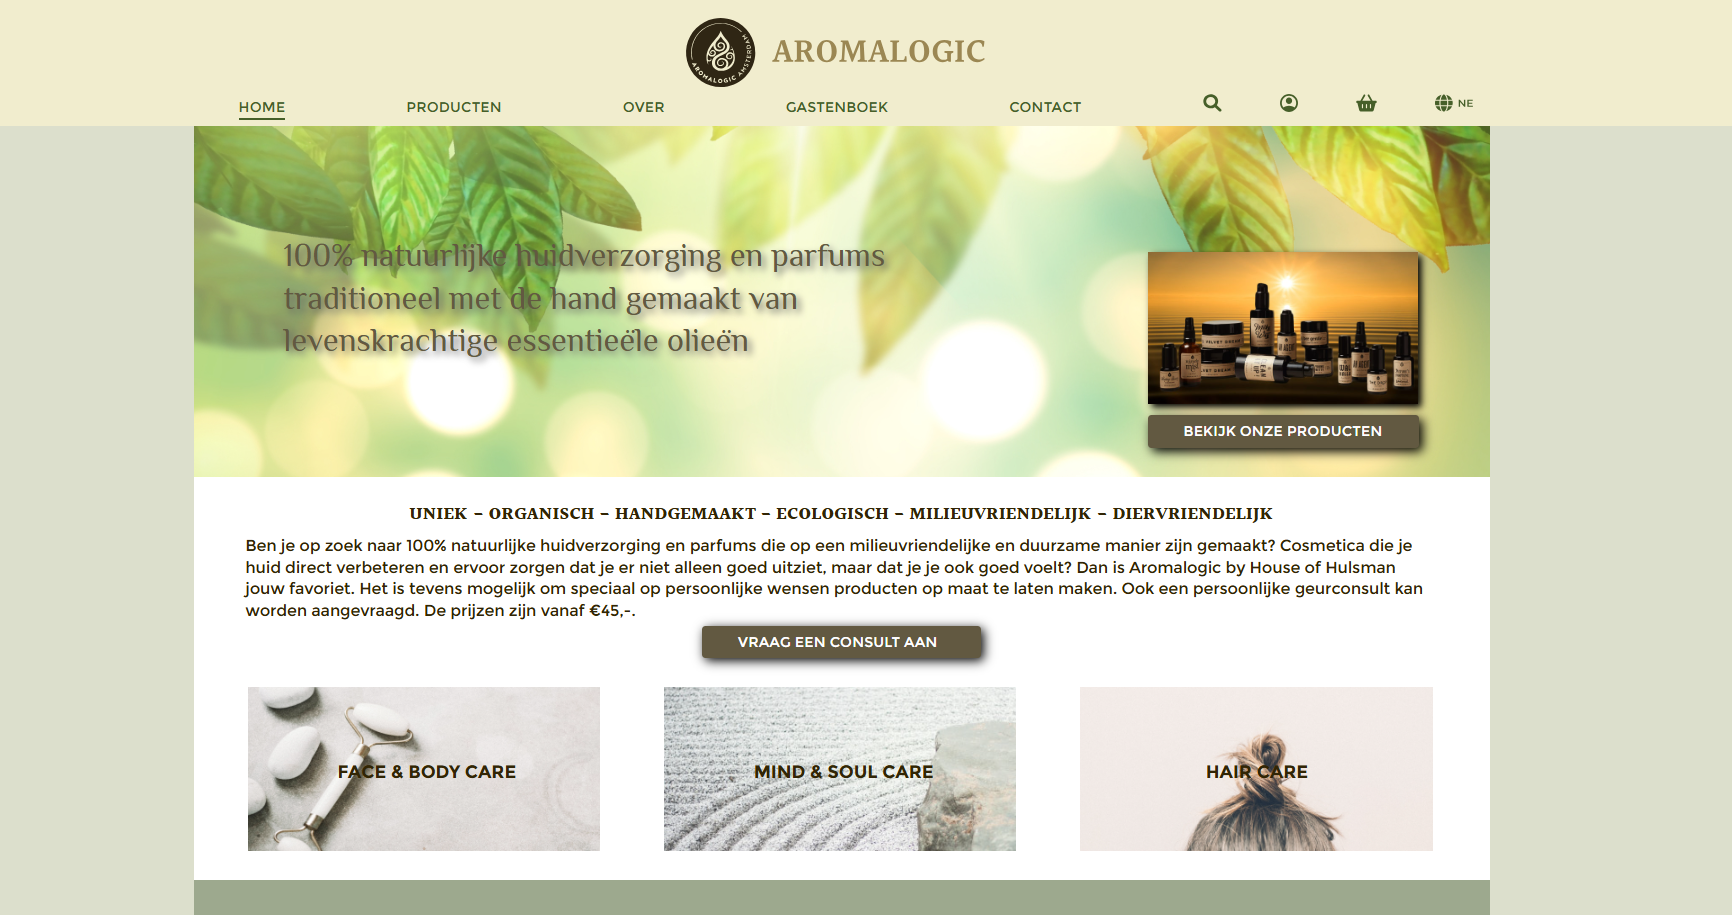 AROMALOGIC AMSTERDAM
AROMALOGIC
HOME
PRODUCTEN
OVER
GASTENBOEK
CONTACT
NE
100% natuurlijke huidverzorging en parfums
traditioneel met de hand gemaakt van
levenskrachtige essentieële olieën
BEKIJK ONZE PRODUCTEN
UNIEK – ORGANISCH – HANDGEMAAKT – ECOLOGISCH – MILIEUVRIENDELIJK – DIERVRIENDELIJK
Ben je op zoek naar 100% natuurlijke huidverzorging en parfums die op een milieuvriendelijke en duurzame manier zijn gemaakt? Cosmetica die je
huid direct verbeteren en ervoor zorgen dat je er niet alleen goed uitziet, maar dat je je ook goed voelt? Dan is Aromalogic by House of Hulsman
jouw favoriet. Het is tevens mogelijk om speciaal op persoonlijke wensen producten op maat te laten maken. Ook een persoonlijke geurconsult kan
worden aangevraagd. De prijzen zijn vanaf €45,-.
VRAAG EEN CONSULT AAN
FACE & BODY CARE
MIND & SOUL CARE
HAIR CARE